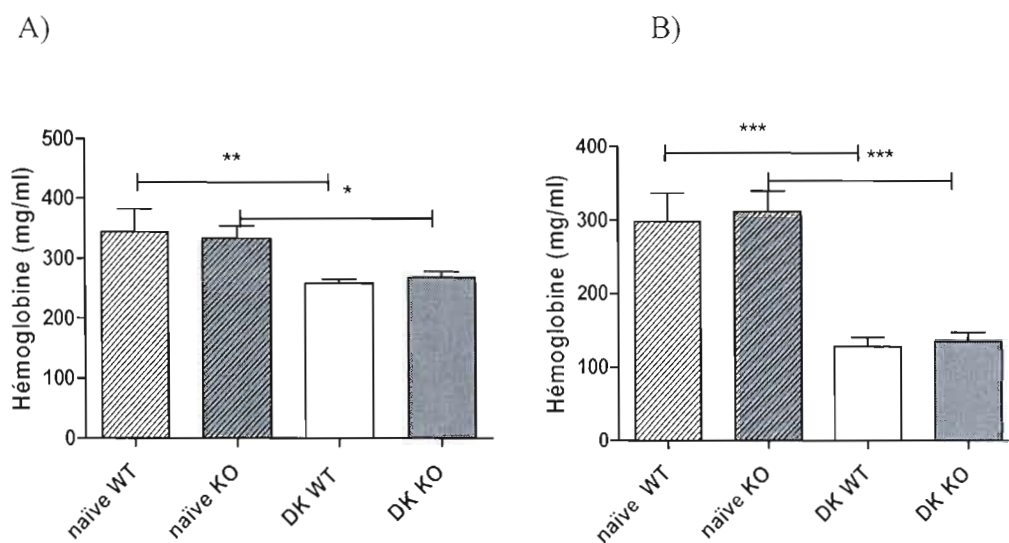 A)
B)
Hémoglobine (mg/ml)
500
400
300
200
100
0
**
*
naïve WT
naïve KO
DK WT
DK KO
Hémoglobine (mg/ml)
400
300
200
100
0
***
***
naïve WT
naïve KO
DK WT
DK KO